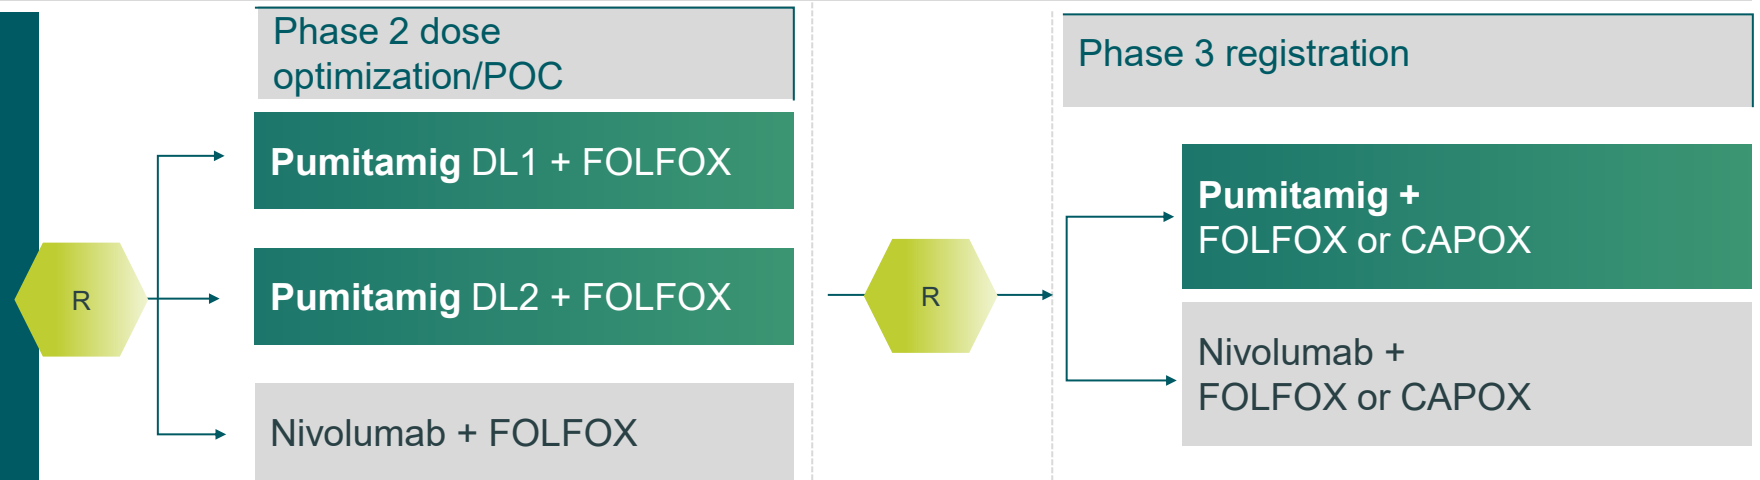 Phase 2 dose
optimization/POC
R
Pumitamig DL1 + FOLFOX
Pumitamig DL2 + FOLFOX
Nivolumab + FOLFOX
R
Phase 3 registration
Pumitamig +
FOLFOX or CAPOX
Nivolumab +
FOLFOX or CAPOX